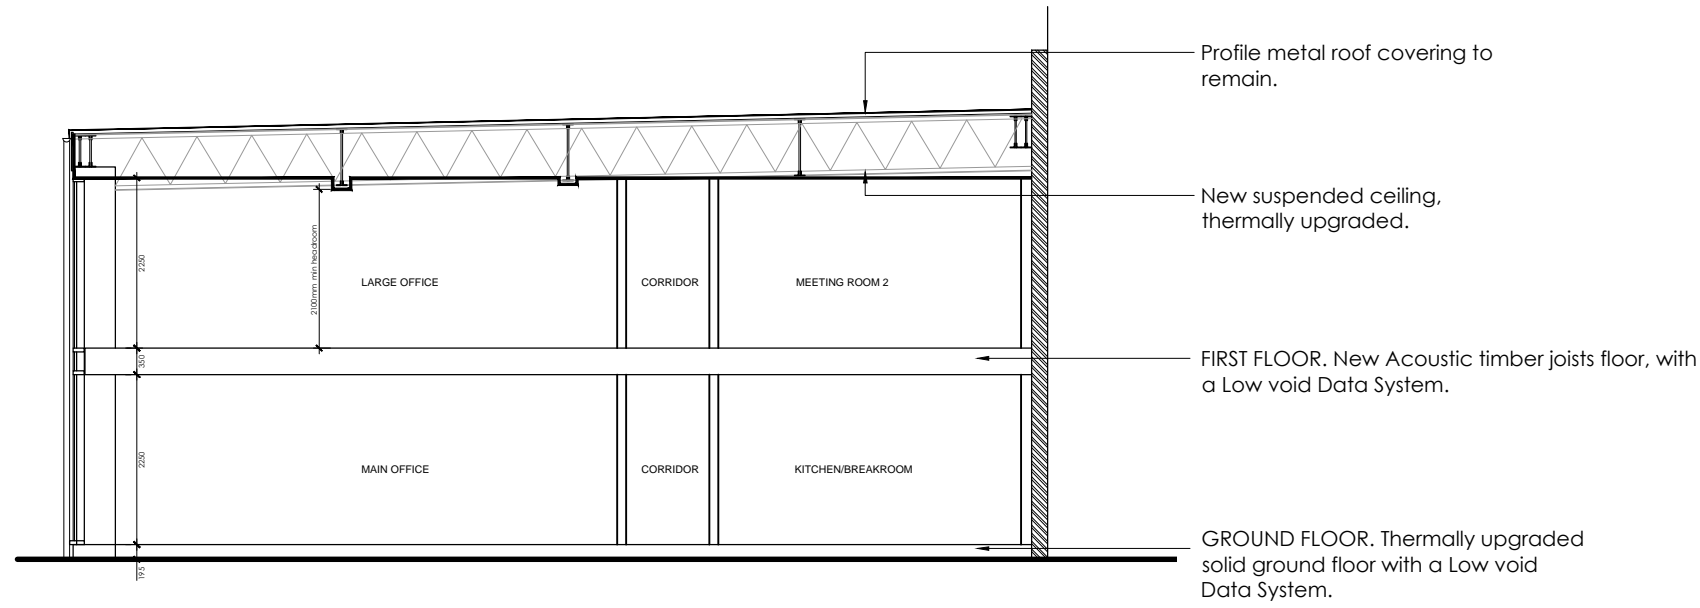 Profile metal roof covering to
remain.
New suspended ceiling,
thermally upgraded.
2250
2100mm min headroom
LARGE OFFICE
CORRIDOR
MEETING ROOM 2
350
FIRST FLOOR. New Acoustic timber joists floor, with
a Low void Data System.
2250
MAIN OFFICE
CORRIDOR
KITCHEN/BREAKROOM
195
GROUND FLOOR. Thermally upgraded
solid ground floor with a Low void
Data System.